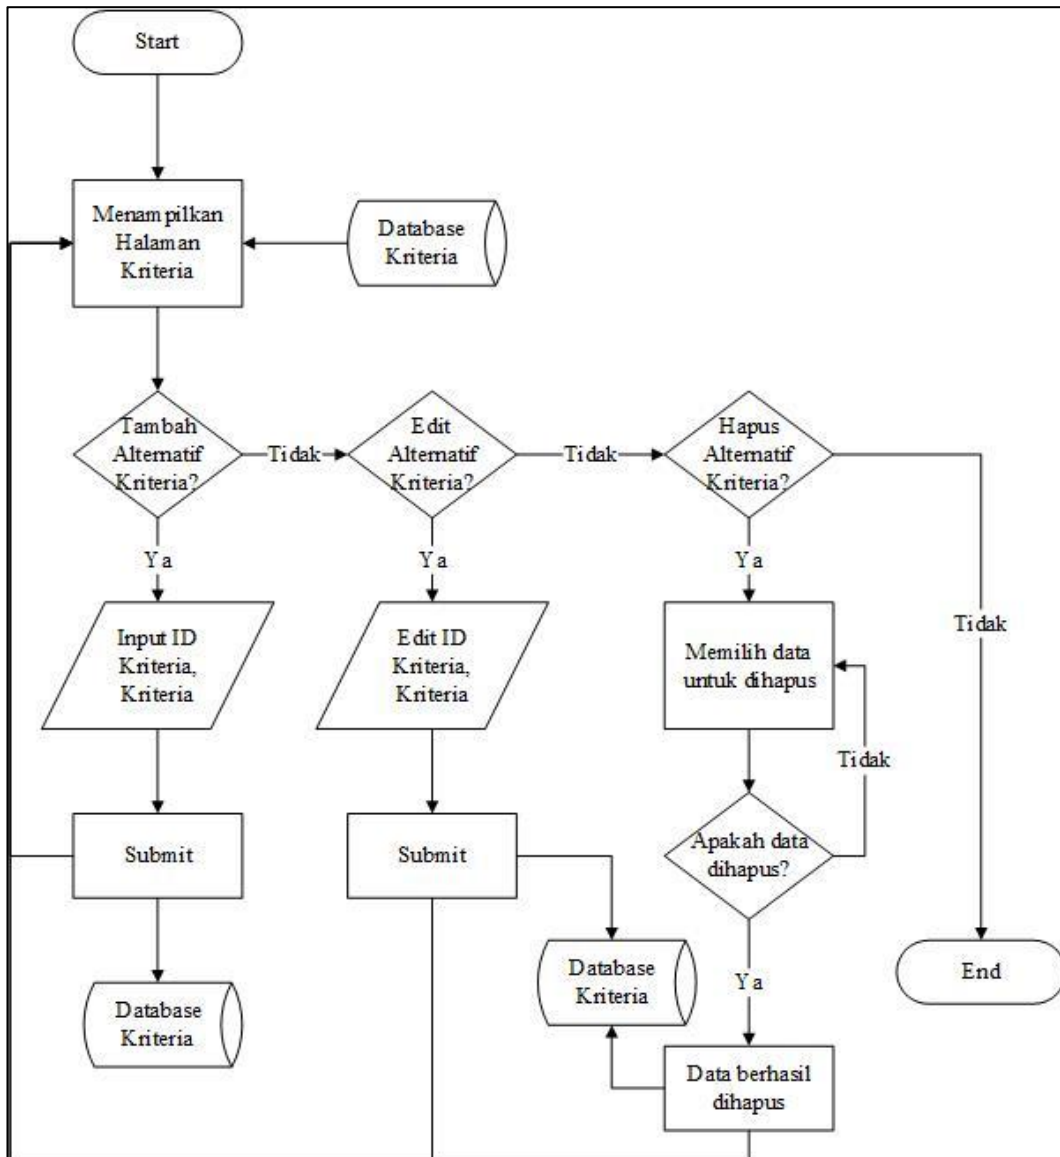 Start
Menampilkan
Halaman
Kriteria
Database
Kriteria
Tambah
Alternatif
Kriteria?
Tidak
Edit
Alternatif
Kriteria?
Tidak
Hapus
Alternatif
Kriteria?
Ya
Ya
Ya
Tidak
Input ID
Kriteria,
Kriteria
Edit ID
Kriteria,
Kriteria
Memilih data
untuk dihapus
Tidak
Submit
Submit
Apakah data
dihapus?
Database
Kriteria
Database
Kriteria
Ya
End
Data berhasil
dihapus